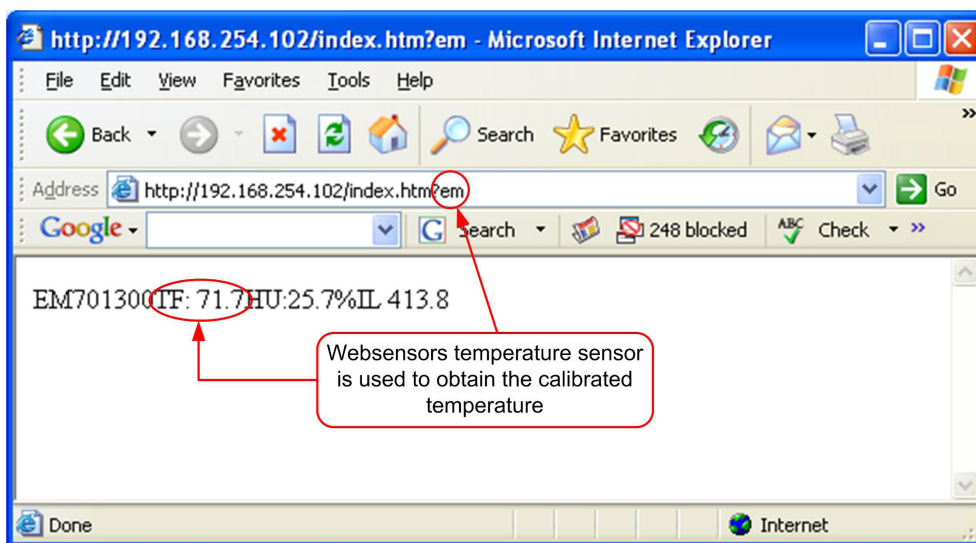 http://192.168.254.102/index.htm?em - Microsoft Internet Explorer
File Edit View Favorites Tools Help
Back Search Favorites »
Address http://192.168.254.102/index.htm?em Go
Google G Search 248 blocked ABC Check »
EM701300TF: 71.7HU:25.7%IL 413.8
Websensors temperature sensor
is used to obtain the calibrated
temperature
Done Internet